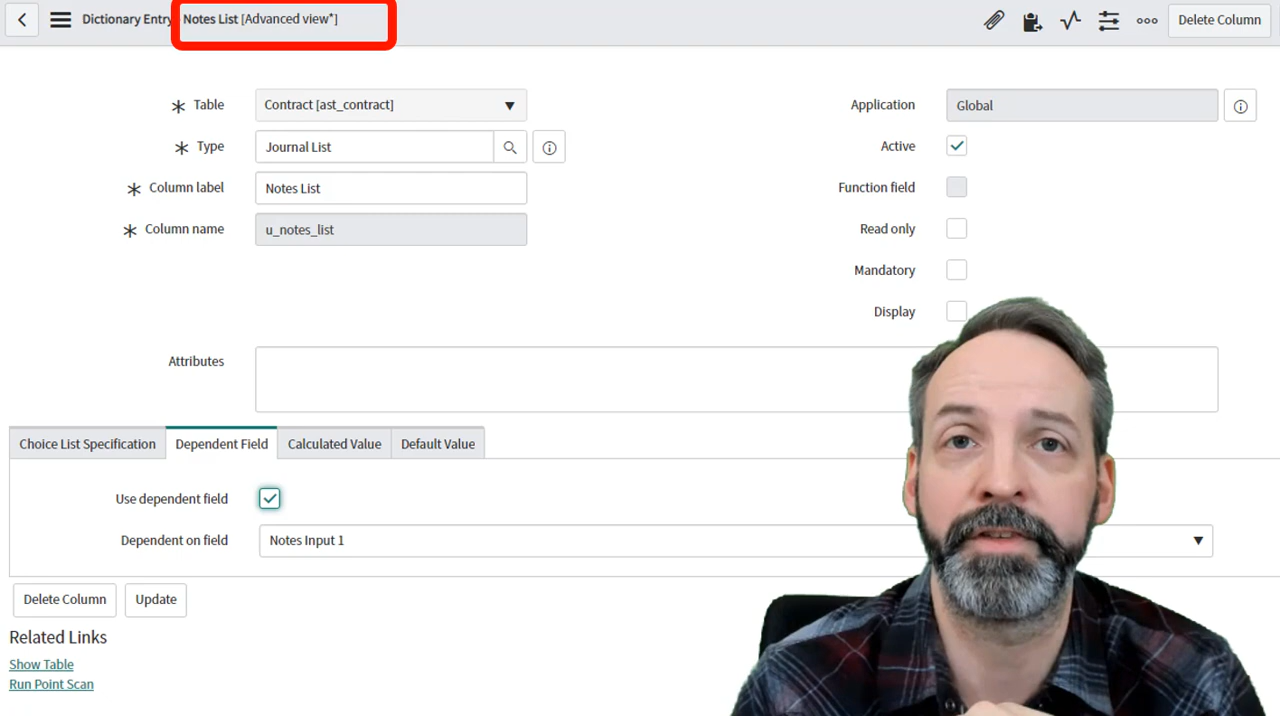 Dictionary Entry Notes List [Advanced view*]
Delete Column
Table
Contract [ast_contract]
Type
Journal List
Column label
Notes List
Column name
u_notes_list
Application
Global
Active
Function field
Read only
Mandatory
Display
Attributes
Choice List Specification Dependent Field Calculated Value Default Value
Use dependent field
Dependent on field
Notes Input 1
Delete Column Update
Related Links
Show Table
Run Point Scan